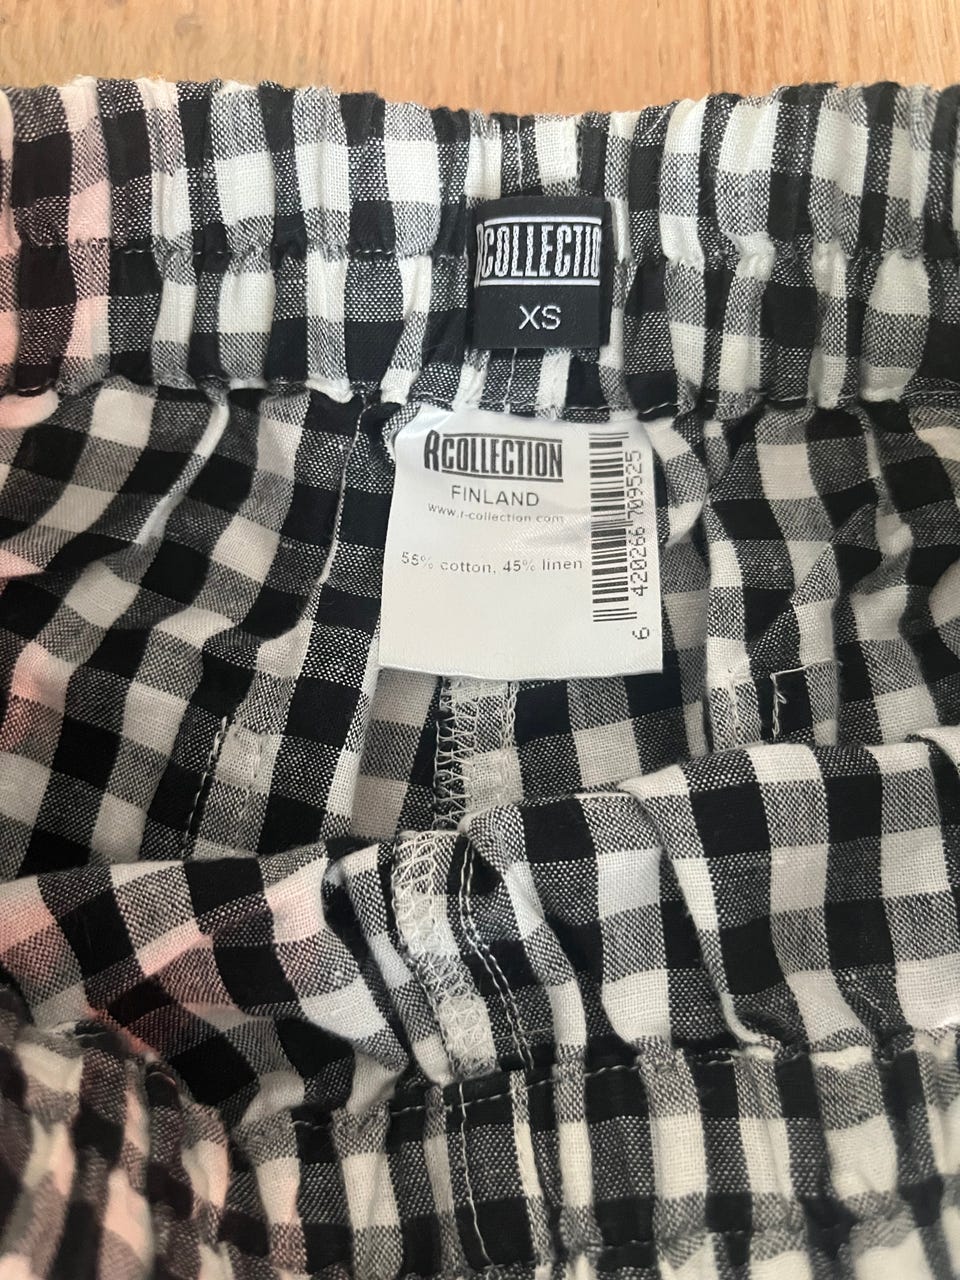 RCOLLECTIO
XS
RCOLLECTION
FINLAND
www.r-collection.com
55% cotton, 45% linen
6 420266 709525